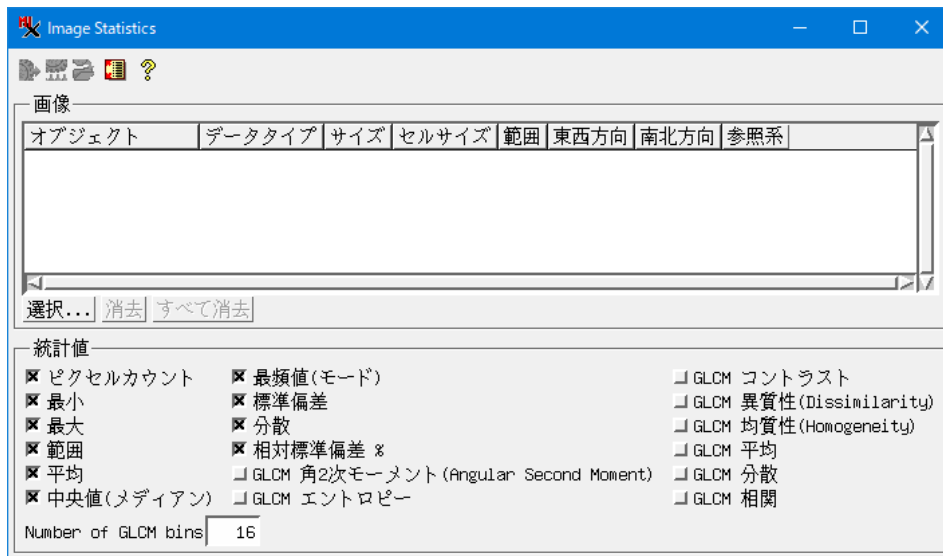 Image Statistics
画像
オブジェクト データタイプ サイズ セルサイズ 範囲 東西方向 南北方向 参照系
選択... 消去 すべて消去
統計値
ピクセルカウント 最頻値(モード) GLCM コントラスト
最小 標準偏差 GLCM 異質性(Dissimilarity)
最大 分散 GLCM 均質性(Homogeneity)
範囲 相対標準偏差 % GLCM 平均
平均 GLCM 角2次モーメント(Angular Second Moment) GLCM 分散
中央値(メディアン) GLCM エントロピー GLCM 相関
Number of GLCM bins 16